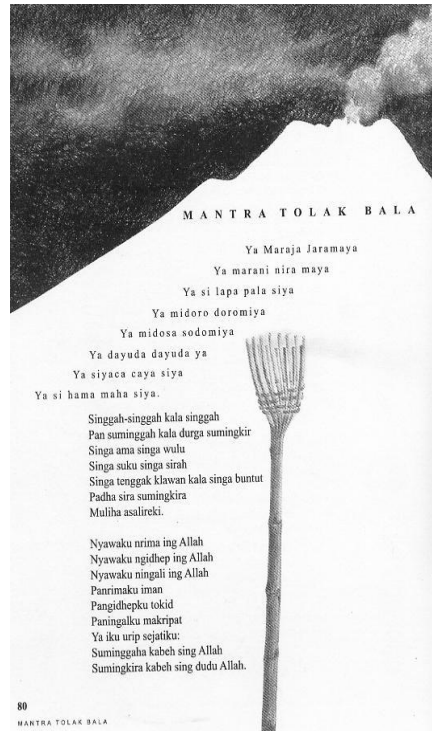 MANTRA TOLAK BALA
Ya Maraja Jaramaya
Ya marani nira maya
Ya si lapa pala siya
Ya midoro doromiya
Ya midosa sodomiya
Ya dayuda dayuda ya
Ya siyaca caya siya
Ya si hama maha siya.
Singgah-singgah kala singgah
Pan suminggah kala durga sumingkir
Singa ama singa wulu
Singa suku singa sirah
Singa tenggak klawan kala singa buntut
Padha sira sumingkira
Muliha asalireki.
Nyawaku nrima ing Allah
Nyawaku ngidhep ing Allah
Nyawaku ningali ing Allah
Panrimaku iman
Pangidhepku tokid
Paningalku makripat
Ya iku urip sejatiku:
Suminggaha kabeh sing Allah
Sumingkira kabeh sing dudu Allah.
80
MANTRA TOLAK BALA